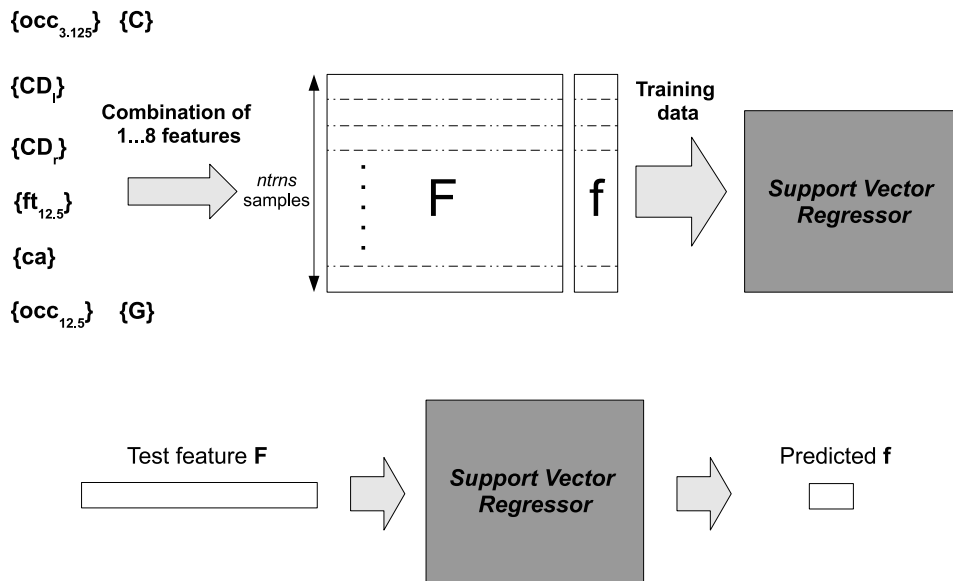 {occ3.125} {C}
{CDl}
{CDr}
{ft12.5}
{ca}
{occ12.5} {G}
Combination of
1...8 features
ntrns
samples
F
f
Training
data
Support Vector
Regressor
Test feature F
Support Vector
Regressor
Predicted f